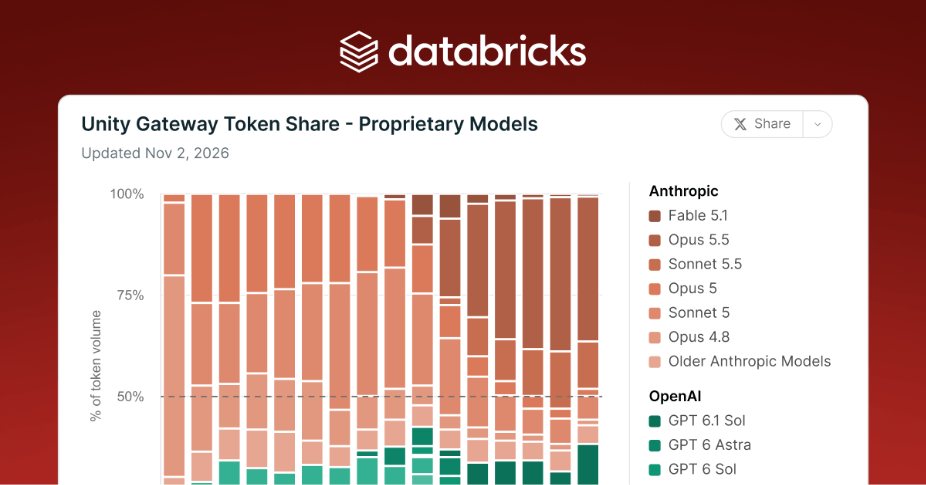 databricks
Unity Gateway Token Share - Proprietary Models
Share
Updated Nov 2, 2026
100%
75%
50%
% of token volume
Anthropic
Fable 5.1
Opus 5.5
Sonnet 5.5
Opus 5
Sonnet 5
Opus 4.8
Older Anthropic Models
OpenAI
GPT 6.1 Sol
GPT 6 Astra
GPT 6 Sol